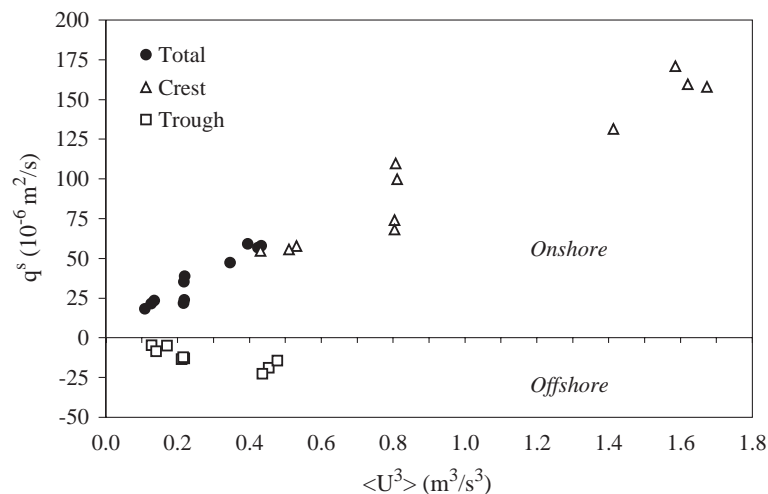 200
175
150
125
100
75
50
25
0
-25
-50
q^s (10^-6 m^2/s)
Total
Crest
Trough
Onshore
Offshore
0.0 0.2 0.4 0.6 0.8 1.0 1.2 1.4 1.6 1.8
<U^3> (m^3/s^3)